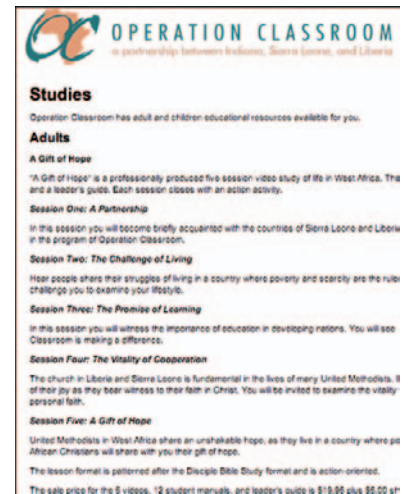 OC OPERATION CLASSROOM
a partnership between Indiana, Sierra Leone, and Liberia
Studies
Operation Classroom has adult and children educational resources available for you.
Adults
A Gift of Hope
"A Gift of Hope" is a professionally produced five session video study of life in West Africa. The
and a leader's guide. Each session closes with an action activity.
Session One: A Partnership
In this session you will become briefly acquainted with the countries of Sierra Leone and Liberia
in the program of Operation Classroom.
Session Two: The Challenge of Living
Hear people share their struggles of living in a country where poverty and scarcity are the rule
challenge you to examine your lifestyle.
Session Three: The Promise of Learning
In this session you will witness the importance of education in developing nations. You will see
Classroom is making a difference.
Session Four: The Vitality of Cooperation
The church in Liberia and Sierra Leone is fundamental in the lives of many United Methodists.
of their joy as they bear witness to their faith in Christ. You will be invited to examine the vitality
personal faith.
Session Five: A Gift of Hope
United Methodists in West Africa share an unshakable hope, as they live in a country where
African Christians will share with you their gift of hope.
The lesson format is patterned after the Disciple Bible Study format and is action-oriented.
The sale price for the 5 videos, 12 student manuals, and leader's guide is $19.95 plus $5.00